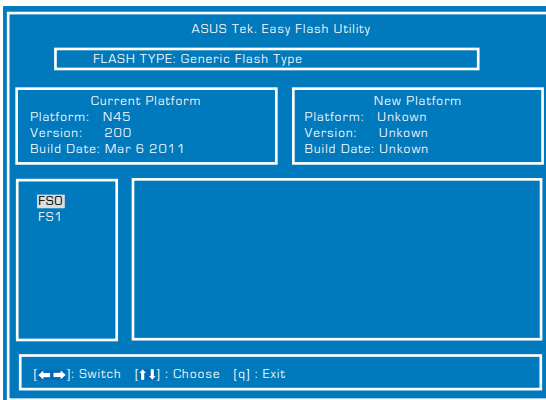 ASUS Tek. Easy Flash Utility
FLASH TYPE: Generic Flash Type
Current Platform
Platform: N45
Version: 200
Build Date: Mar 6 2011
New Platform
Platform: Unkown
Version: Unkown
Build Date: Unkown
FS0
FS1
[←→]: Switch [↑↓] : Choose [q] : Exit